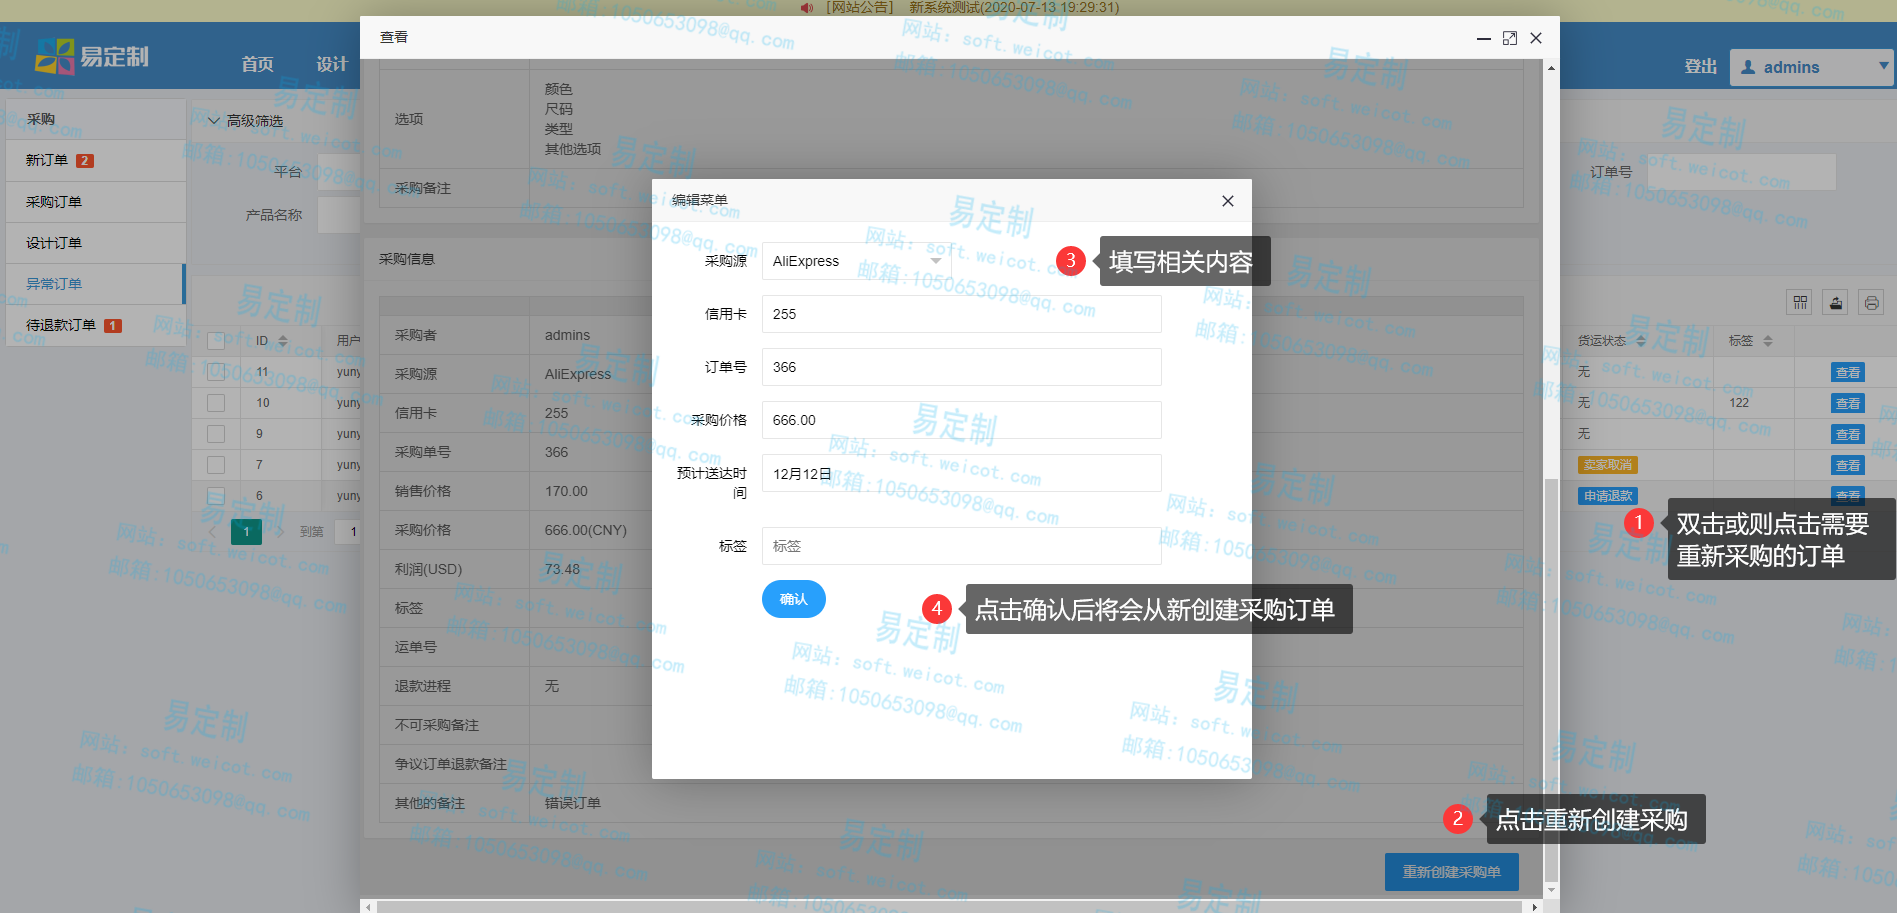 [网站公告] 新系统测试(2020-07-13 19:29:31)
易定制
首页
设计
登出
admins
查看
采购
新订单 2
采购订单
设计订单
异常订单
待退款订单 1
高级筛选
平台
产品名称
订单号
选项
颜色
尺码
类型
其他选项
采购备注
采购信息
采购者 admins
采购源 AliExpress
信用卡 255
采购单号 366
销售价格 170.00
采购价格 666.00(CNY)
利润(USD) 73.48
标签
运单号
退款进程 无
不可采购备注
争议订单退款备注
其他的备注 错误订单
重新创建采购单
ID 用户
11 yuny
10 yuny
9 yuny
7 yuny
6 yuny
1 到第 1
货运状态 标签
无 查看
无 122 查看
无 查看
卖家取消 查看
申请退款 查看
编辑菜单
采购源 AliExpress
信用卡 255
订单号 366
采购价格 666.00
预计送达时间 12月12日
标签 标签
确认
1 双击或则点击需要
重新采购的订单
2 点击重新创建采购
3 填写相关内容
4 点击确认后将会从新创建采购订单
易定制
网站: soft.weicot.com
邮箱:1050653098@qq.com